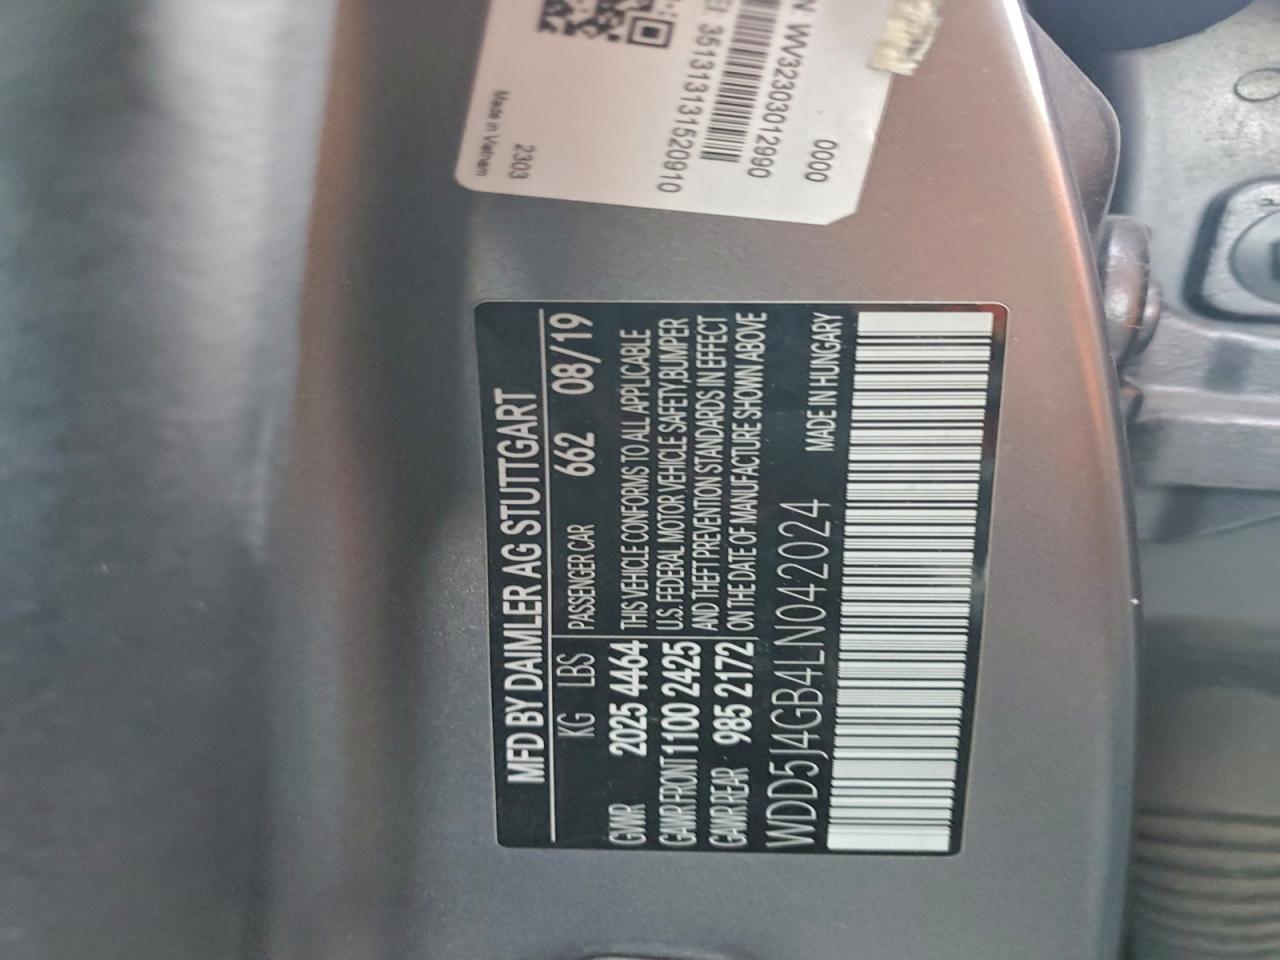 MFD BY DAIMLER AG STUTTGART
KG LBS PASSENGER CAR 662 08/19
GVWR 2025 4464 THIS VEHICLE CONFORMS TO ALL APPLICABLE
GAWR FRONT 1100 2425 U.S. FEDERAL MOTOR VEHICLE SAFETY,BUMPER
GAWR REAR 985 2172 AND THEFT PREVENTION STANDARDS IN EFFECT
ON THE DATE OF MANUFACTURE SHOWN ABOVE
WDD5J4GB4LN042024 MADE IN HUNGARY
Made in Vietnam
2303
351313131520910
N WV32303012990
0000